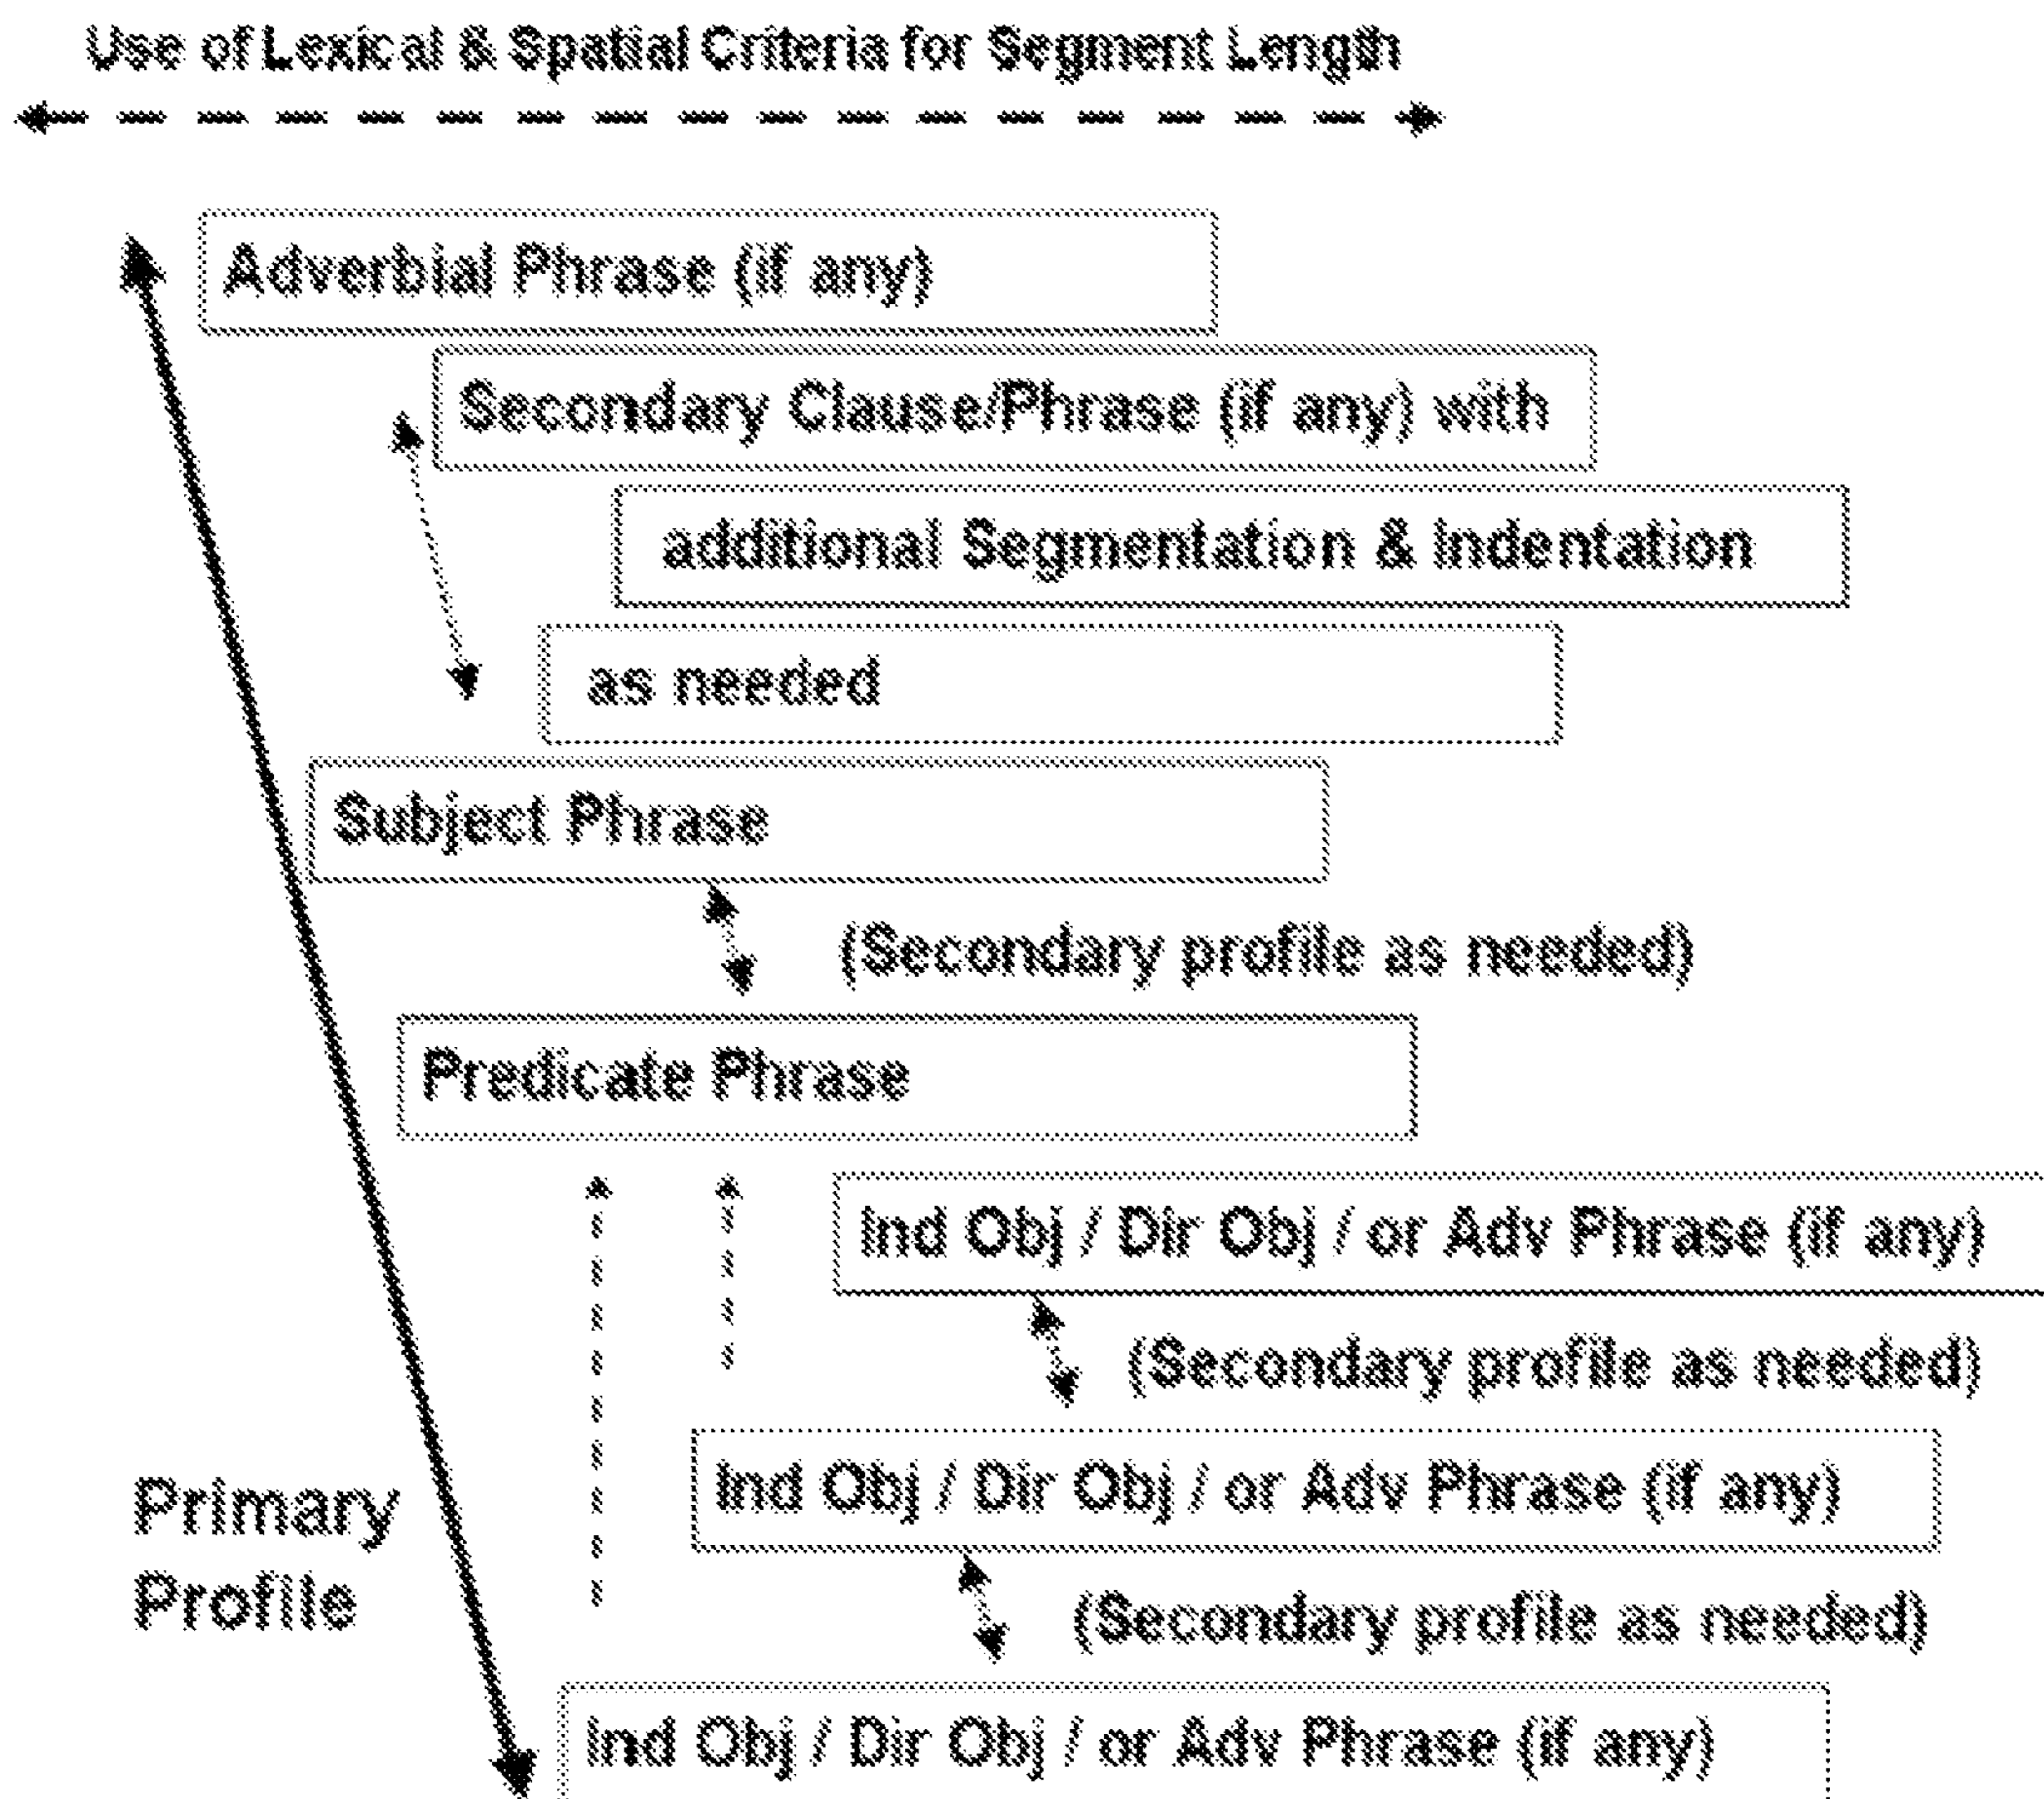 Use of Lexical & Spatial Criteria for Segment Length
Adverbial Phrase (if any)
Secondary Clause/Phrase (if any) with
additional Segmentation & Indentation
as needed
Subject Phrase
(Secondary profile as needed)
Predicate Phrase
Ind Obj / Dir Obj / or Adv Phrase (if any)
(Secondary profile as needed)
Ind Obj / Dir Obj / or Adv Phrase (if any)
Primary
Profile
(Secondary profile as needed)
Ind Obj / Dir Obj / or Adv Phrase (if any)